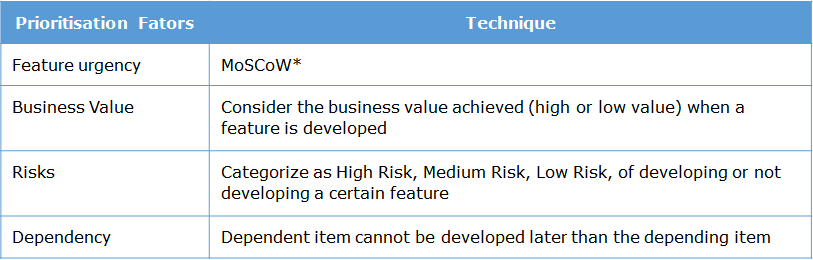 Prioritisation Fators Technique
Feature urgency MoSCoW*
Business Value Consider the business value achieved (high or low value) when a
feature is developed
Risks Categorize as High Risk, Medium Risk, Low Risk, of developing or not
developing a certain feature
Dependency Dependent item cannot be developed later than the depending item